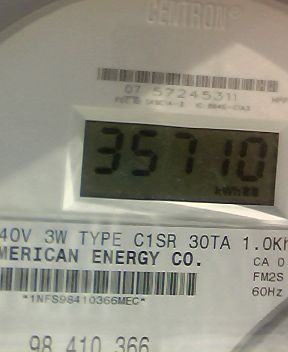 CENTRON®
07 57245311
35710
kWh
40V 3W TYPE C1SR 30TA 1.0Kh
MERICAN ENERGY CO.
CA 0
FM2S
60Hz
*1NFS98410366MEC*
98 410 366